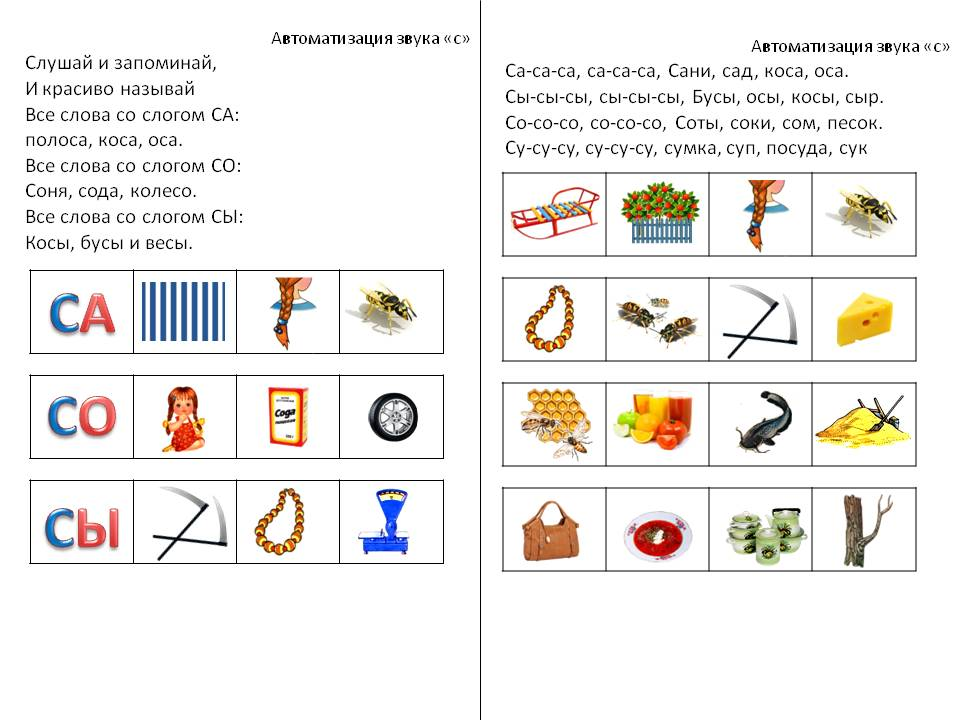 Автоматизация звука «с»
Слушай и запоминай,
И красиво называй
Все слова со слогом СА:
полоса, коса, оса.
Все слова со слогом СО:
Соня, сода, колесо.
Все слова со слогом СЫ:
Косы, бусы и весы.
СА
СО
Сода
СЫ
Автоматизация звука «с»
Са-са-са, са-са-са, Сани, сад, коса, оса.
Сы-сы-сы, сы-сы-сы, Бусы, осы, косы, сыр.
Со-со-со, со-со-со, Соты, соки, сом, песок.
Су-су-су, су-су-су, сумка, суп, посуда, сук